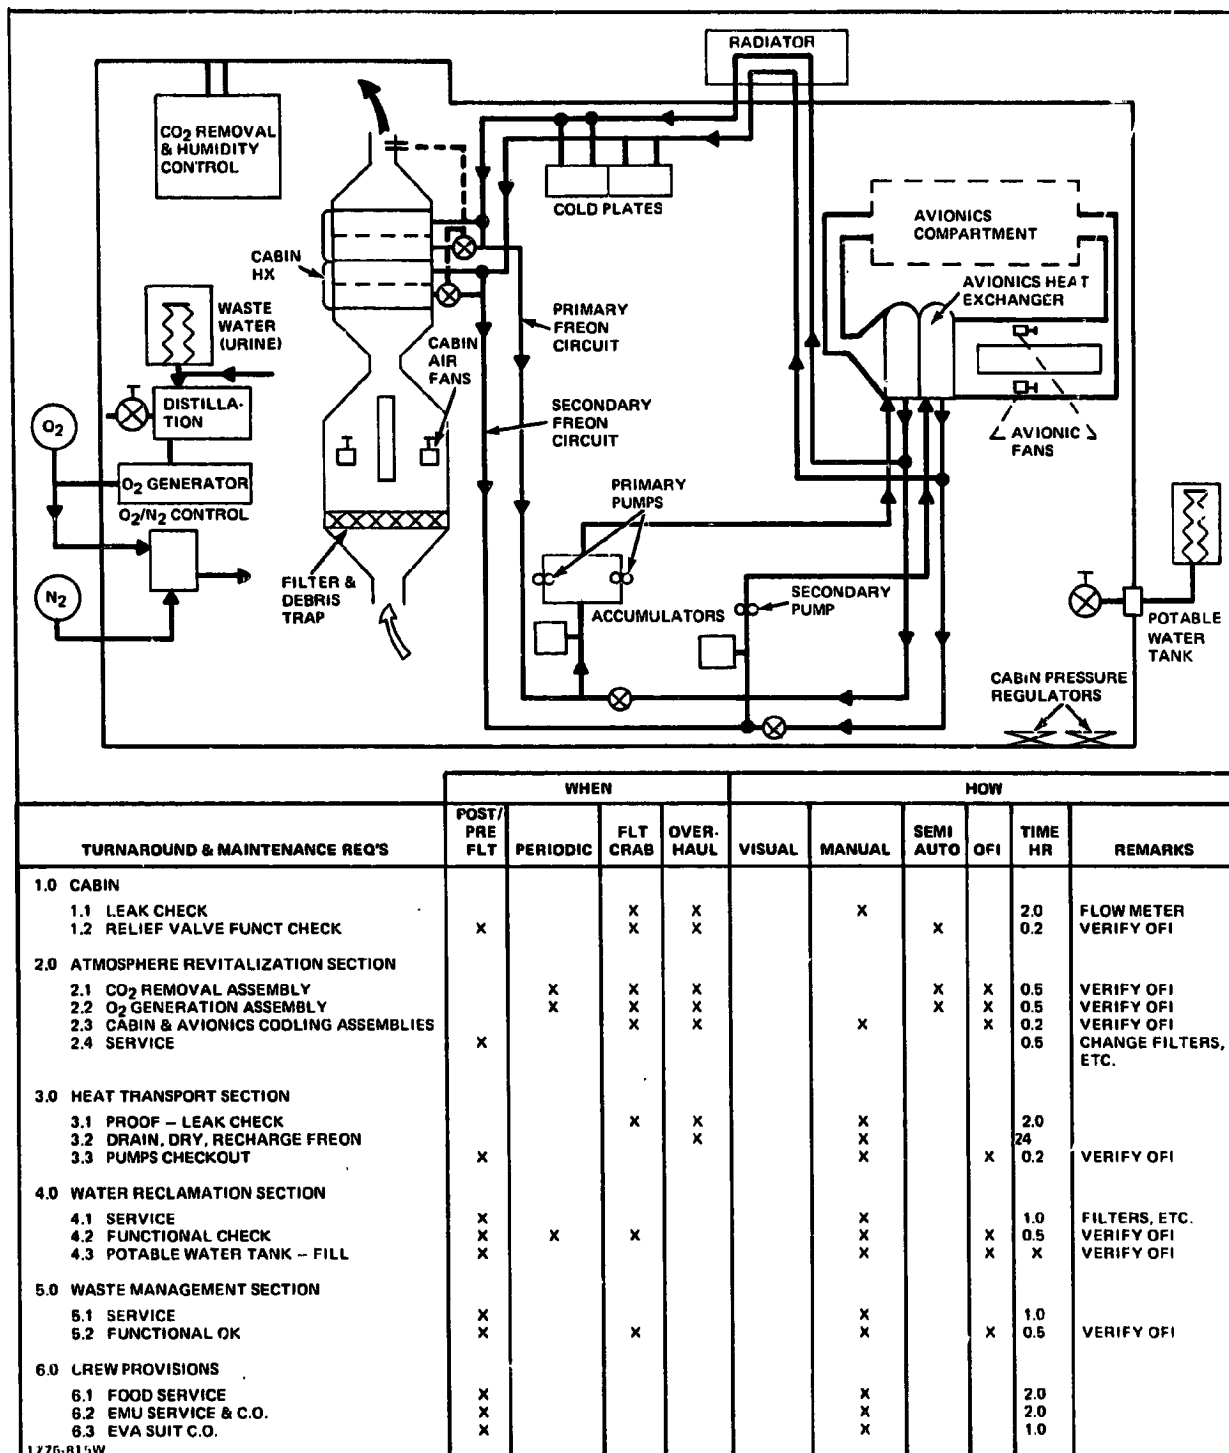 RADIATOR
CO2 REMOVAL
& HUMIDITY
CONTROL
COLD PLATES
AVIONICS
COMPARTMENT
CABIN
HX
AVIONICS HEAT
EXCHANGER
WASTE
WATER
(URINE)
PRIMARY
FREON
CIRCUIT
CABIN
AIR
FANS
DISTILLA-
TION
SECONDARY
FREON
CIRCUIT
AVIONIC
FANS
O2
O2 GENERATOR
O2/N2 CONTROL
PRIMARY
PUMPS
N2
FILTER &
DEBRIS
TRAP
ACCUMULATORS
SECONDARY
PUMP
POTABLE
WATER
TANK
CABIN PRESSURE
REGULATORS
WHEN HOW
TURNAROUND & MAINTENANCE REQ'S POST/ PRE FLT PERIODIC FLT CRAB OVER- HAUL VISUAL MANUAL SEMI AUTO OFI TIME HR REMARKS
1.0 CABIN
1.1 LEAK CHECK X X X 2.0 FLOW METER
1.2 RELIEF VALVE FUNCT CHECK X X X X 0.2 VERIFY OFI
2.0 ATMOSPHERE REVITALIZATION SECTION
2.1 CO2 REMOVAL ASSEMBLY X X X X X 0.5 VERIFY OFI
2.2 O2 GENERATION ASSEMBLY X X X X X 0.5 VERIFY OFI
2.3 CABIN & AVIONICS COOLING ASSEMBLIES X X X X 0.2 VERIFY OFI
2.4 SERVICE X 0.5 CHANGE FILTERS,
ETC.
3.0 HEAT TRANSPORT SECTION
3.1 PROOF – LEAK CHECK X X X 2.0
3.2 DRAIN, DRY, RECHARGE FREON X X 24
3.3 PUMPS CHECKOUT X X X 0.2 VERIFY OFI
4.0 WATER RECLAMATION SECTION
4.1 SERVICE X X 1.0 FILTERS, ETC.
4.2 FUNCTIONAL CHECK X X X X X 0.5 VERIFY OFI
4.3 POTABLE WATER TANK – FILL X X X X VERIFY OFI
5.0 WASTE MANAGEMENT SECTION
5.1 SERVICE X X 1.0
5.2 FUNCTIONAL OK X X X X 0.5 VERIFY OFI
6.0 CREW PROVISIONS
6.1 FOOD SERVICE X X 2.0
6.2 EMU SERVICE & C.O. X X 2.0
6.3 EVA SUIT C.O. X X 1.0
1776-815W